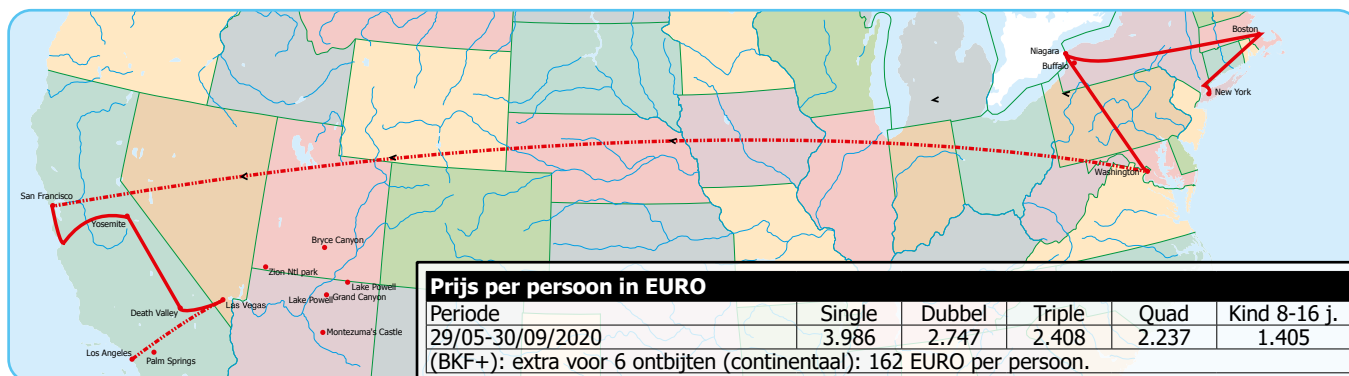 Boston
Niagara
Buffalo
New York
Washington
San Francisco
Yosemite
Bryce Canyon
Zion Ntl park
Lake Powell
Lake Powell
Grand Canyon
Las Vegas
Death Valley
Montezuma's Castle
Los Angeles
Palm Springs
Prijs per persoon in EURO
Periode Single Dubbel Triple Quad Kind 8-16 j.
29/05-30/09/2020 3.986 2.747 2.408 2.237 1.405
(BKF+): extra voor 6 ontbijten (continentaal): 162 EURO per persoon.